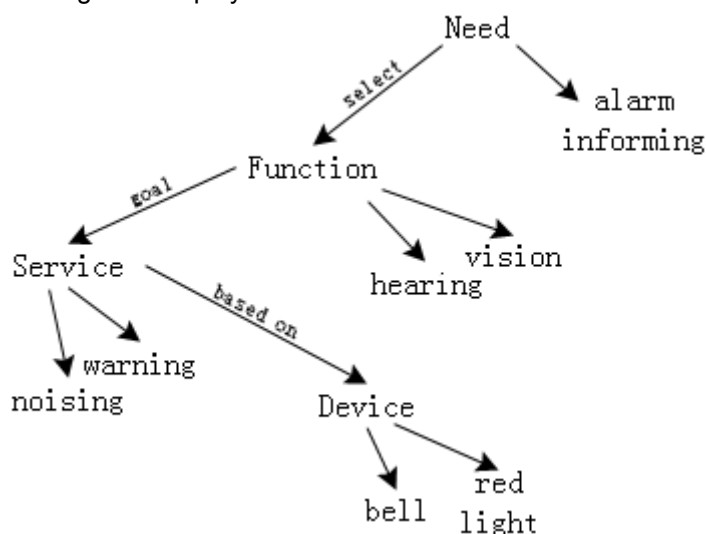 Need
select
alarm
informing
Function
goal
vision
hearing
Service
based on
warning
noising
Device
red
bell
light